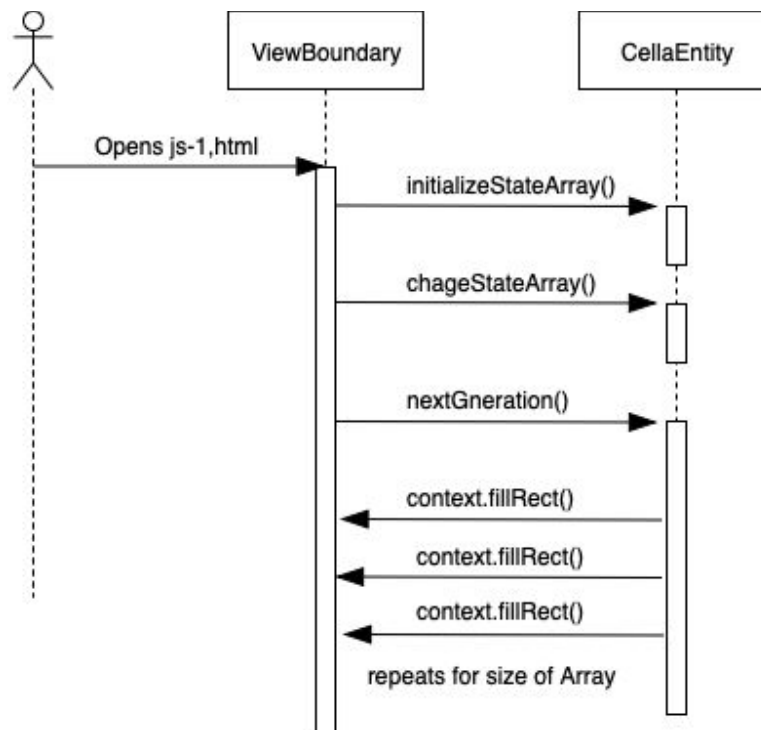 ViewBoundary
CellaEntity
Opens js-1,html
initializeStateArray()
chageStateArray()
nextGneration()
context.fillRect()
context.fillRect()
context.fillRect()
repeats for size of Array